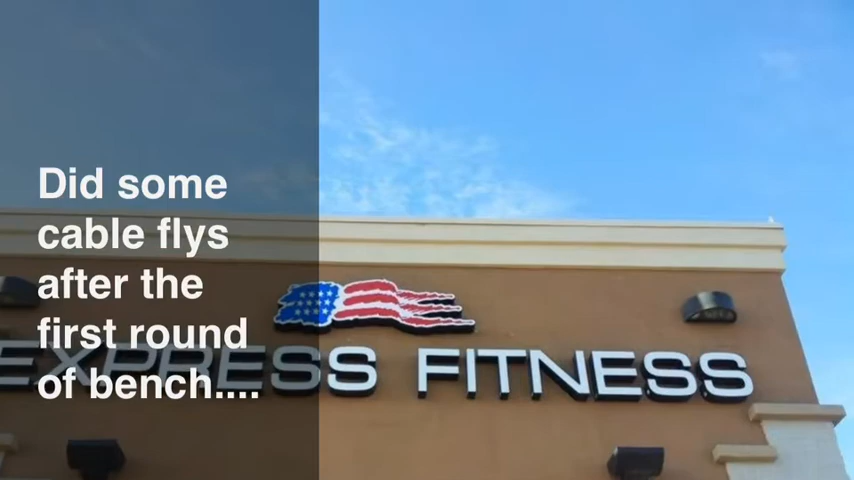 Did some
cable flys
after the
first round
of bench....
EXPRESS FITNESS